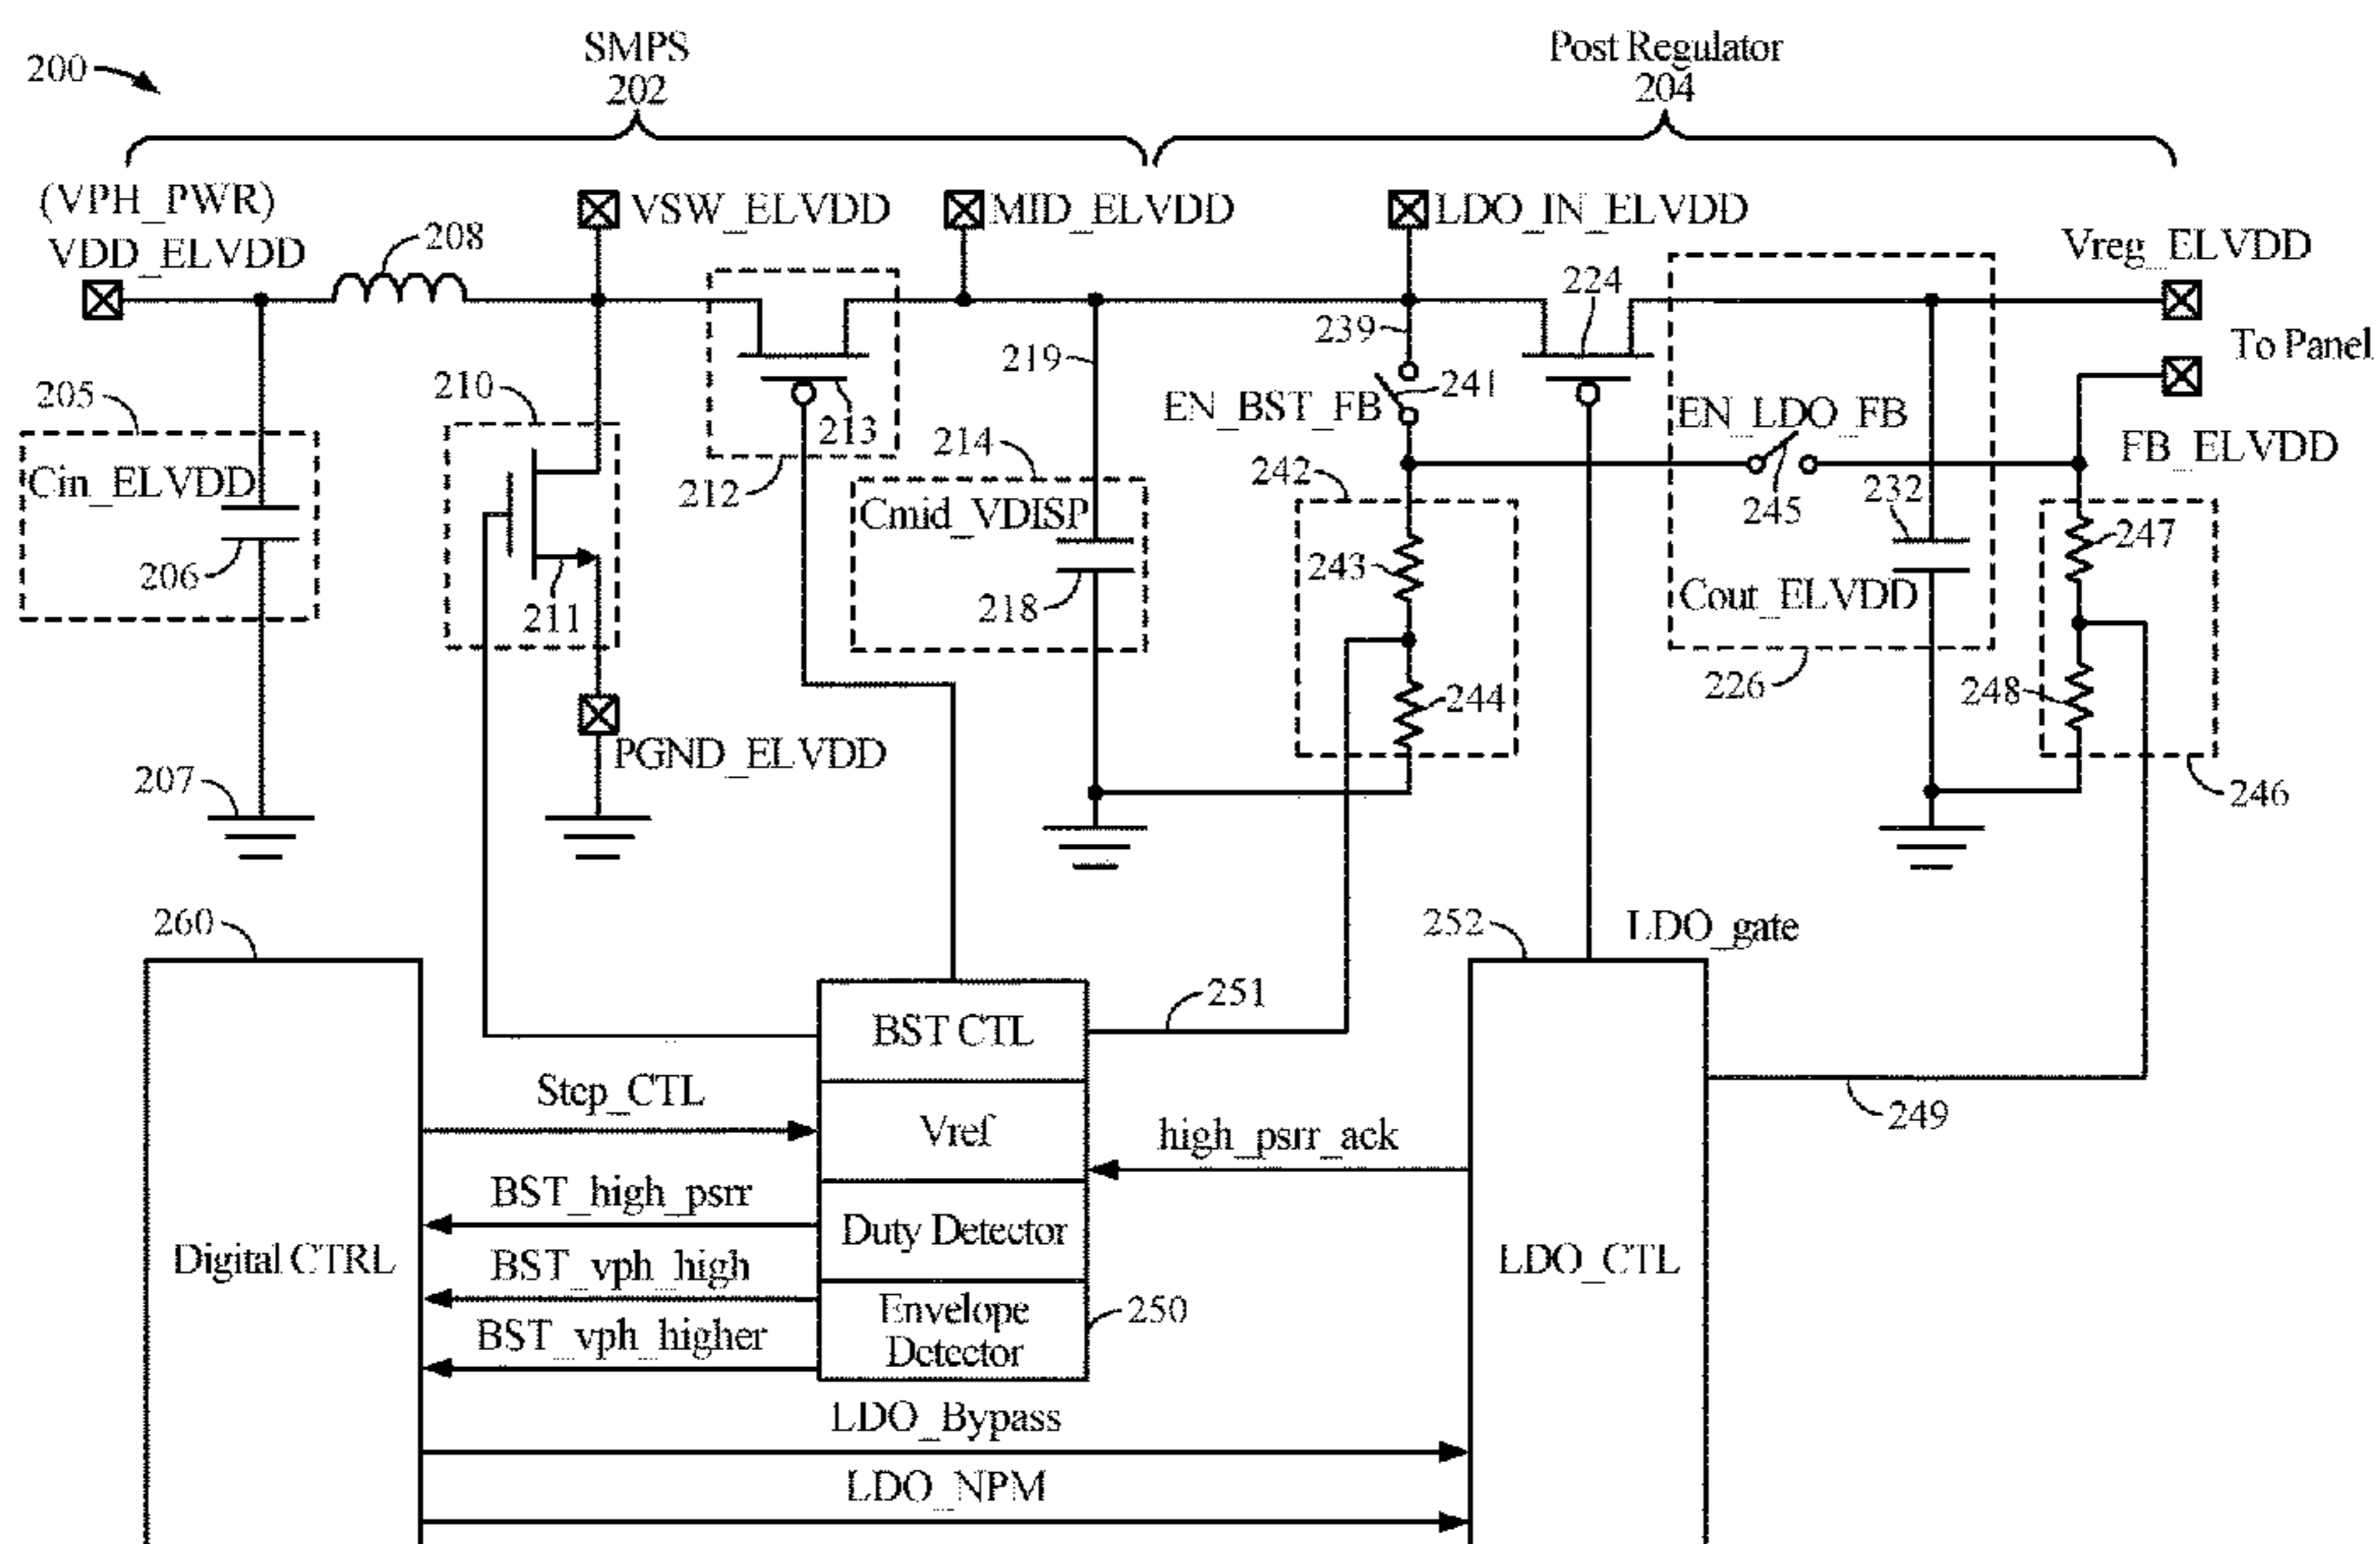 SMPS
202
Post Regulator
204
200
(VPH_PWR)
VDD_ELVDD
208
VSW_ELVDD
MID_ELVDD
LDO_IN_ELVDD
Vreg_ELVDD
224
239
219
To Panel
205
210
213
EN_BST_FB
241
EN_LDO_FB
FB_ELVDD
Cin_ELVDD
212
214
242
245
232
Cmid_VDISP
247
206
211
218
243
Cout_ELVDD
244
226
248
PGND_ELVDD
207
246
260
252
LDO_gate
251
BST CTL
Step_CTL
Vref
high_psrr_ack
249
BST_high_psrr
Duty Detector
Digital CTRL
BST_vph_high
LDO_CTL
Envelope
Detector
250
BST_vph_higher
LDO_Bypass
LDO_NPM